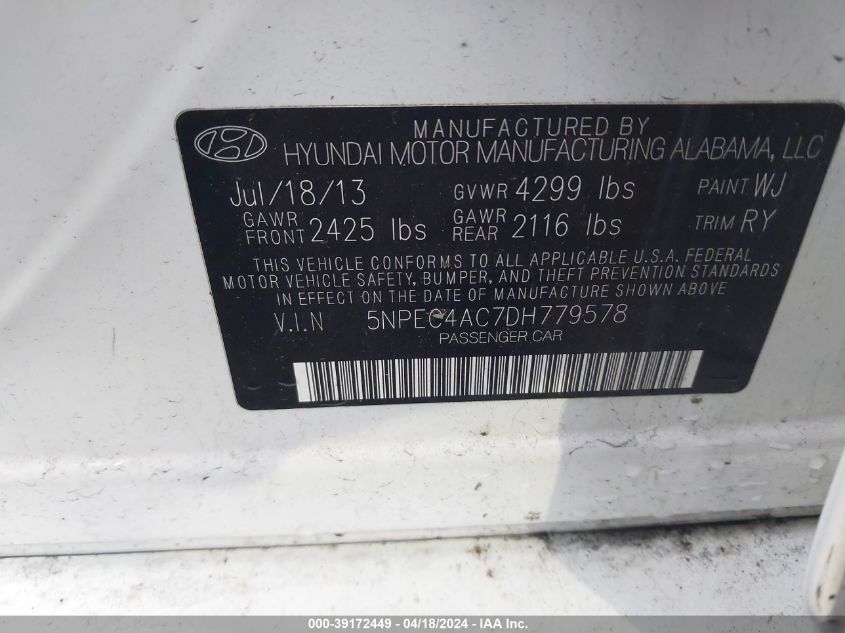 MANUFACTURED BY
HYUNDAI MOTOR MANUFACTURING ALABAMA, LLC
Jul/18/13 GVWR 4299 lbs PAINT WJ
GAWR FRONT 2425 lbs GAWR REAR 2116 lbs TRIM RY
THIS VEHICLE CONFORMS TO ALL APPLICABLE U.S.A. FEDERAL
MOTOR VEHICLE SAFETY, BUMPER, AND THEFT PREVENTION STANDARDS
IN EFFECT ON THE DATE OF MANUFACTURE SHOWN ABOVE.
V.I.N 5NPEC4AC7DH779578
PASSENGER CAR
000-39172449 - 04/18/2024 - IAA Inc.